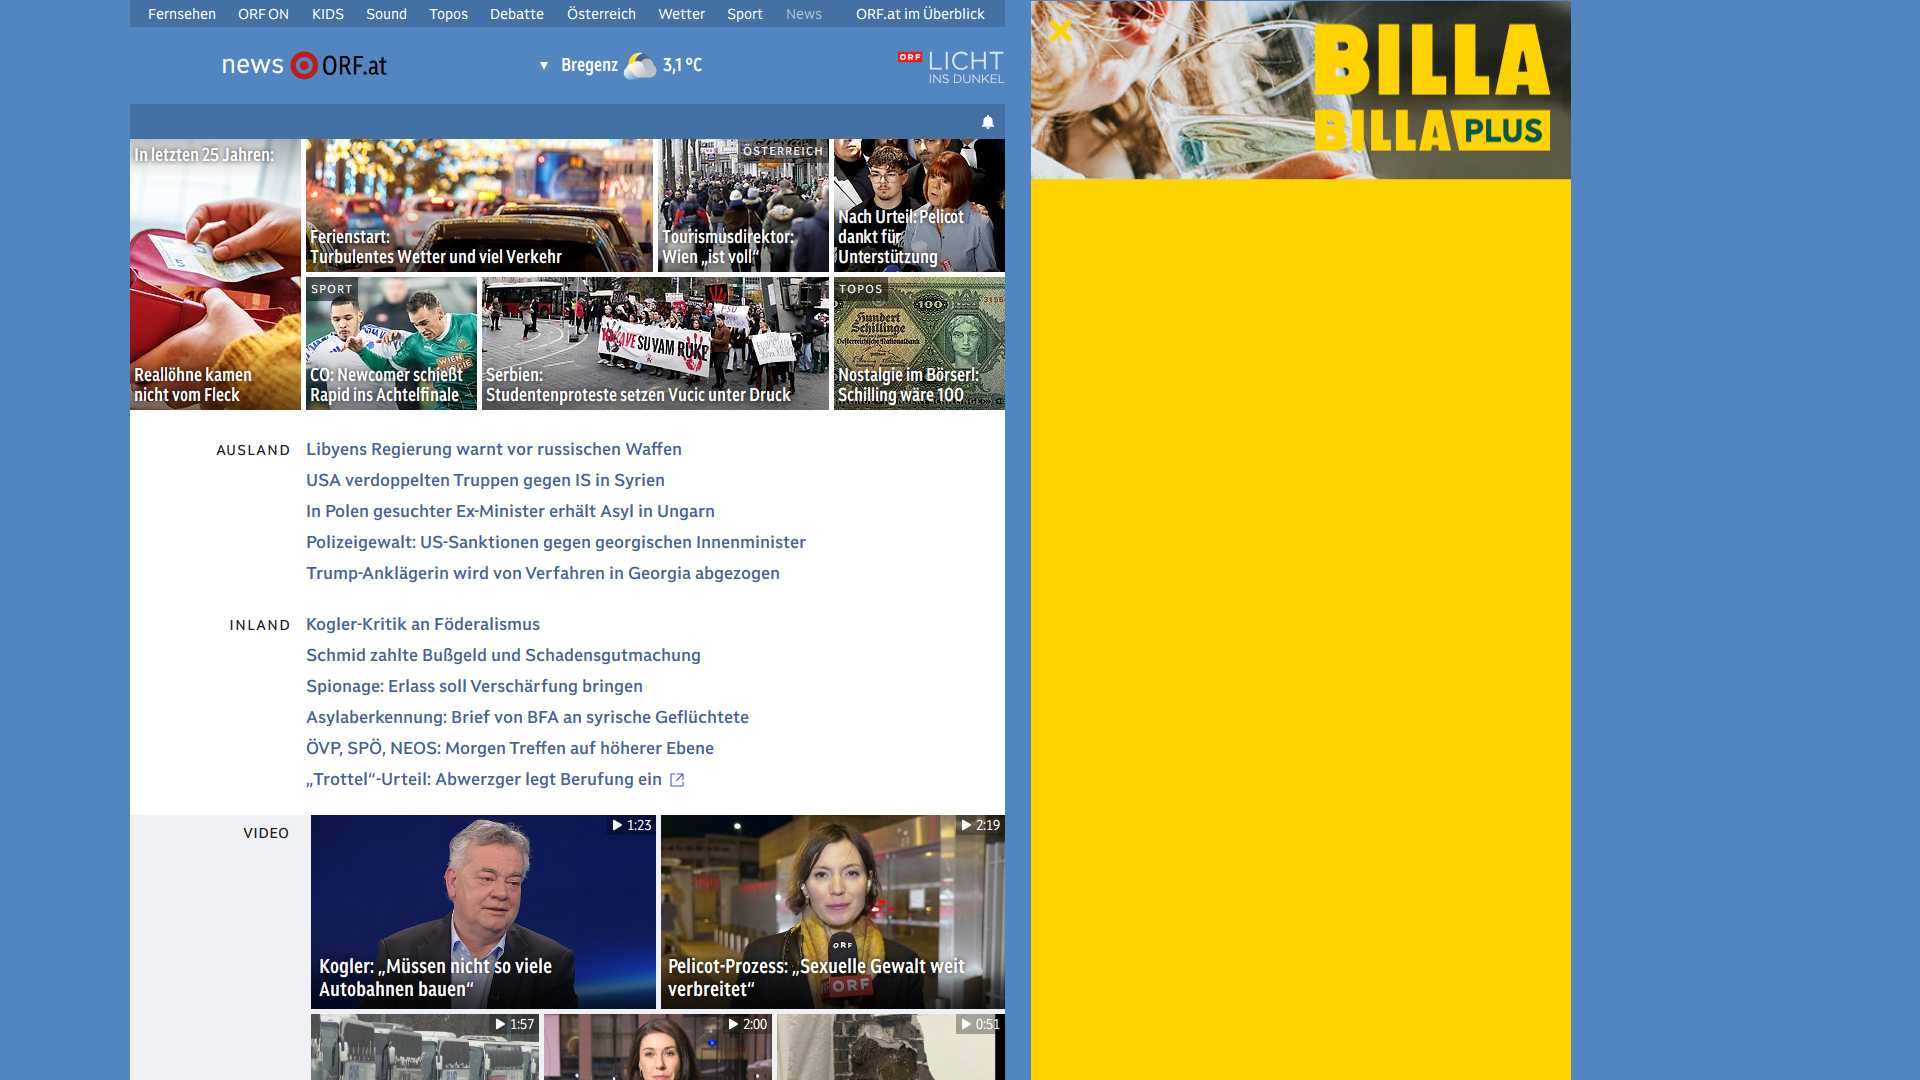 Fernsehen ORF ON KIDS Sound Topos Debatte Österreich Wetter Sport News ORF.at im Überblick
news ORF.at
▼ Bregenz 3,1 °C
ORF LICHT
INS DUNKEL
BILLA
BILLA PLUS
In letzten 25 Jahren:
Reallöhne kamen
nicht vom Fleck
Ferienstart:
Turbulentes Wetter und viel Verkehr
ÖSTERREICH
Tourismusdirektor:
Wien „ist voll“
Nach Urteil: Pelicot
dankt für
Unterstützung
SPORT
CO: Newcomer schießt
Rapid ins Achtelfinale
WIEN
SU VAM RUKE
Serbien:
Studentenproteste setzen Vucic unter Druck
TOPOS
100
Hundert
Schillinge
Nostalgie im Börserl:
Schilling wäre 100
AUSLAND
Libyens Regierung warnt vor russischen Waffen
USA verdoppelten Truppen gegen IS in Syrien
In Polen gesuchter Ex-Minister erhält Asyl in Ungarn
Polizeigewalt: US-Sanktionen gegen georgischen Innenminister
Trump-Anklägerin wird von Verfahren in Georgia abgezogen
INLAND
Kogler-Kritik an Föderalismus
Schmid zahlte Bußgeld und Schadensgutmachung
Spionage: Erlass soll Verschärfung bringen
Asylaberkennung: Brief von BFA an syrische Geflüchtete
ÖVP, SPÖ, NEOS: Morgen Treffen auf höherer Ebene
„Trottel“-Urteil: Abwerzger legt Berufung ein
VIDEO
1:23
Kogler: „Müssen nicht so viele
Autobahnen bauen“
2:19
ORF
ORF
Pelicot-Prozess: „Sexuelle Gewalt weit
verbreitet“
1:57
2:00
0:51